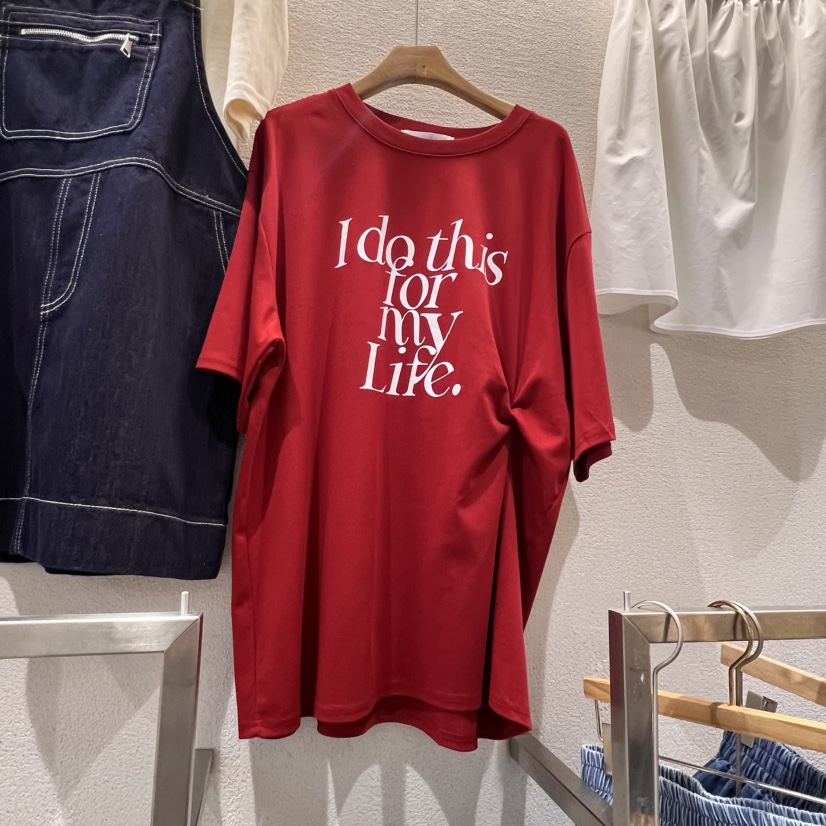 I do this
for
my
Life.